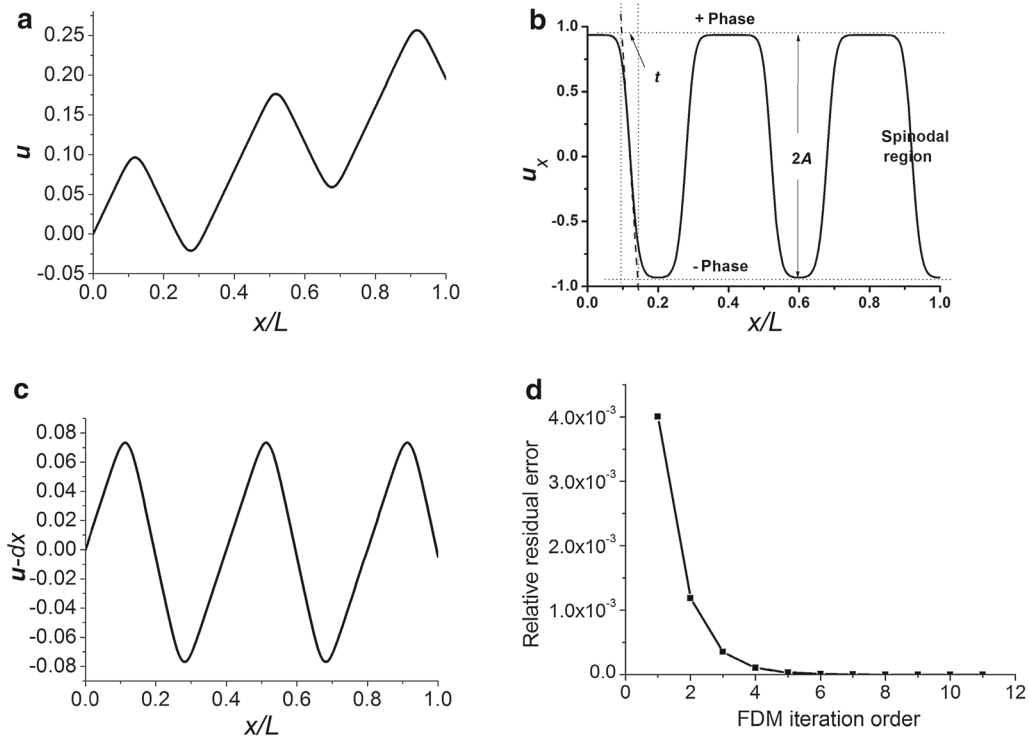 a
0.25
0.20
0.15
0.10
0.05
0.00
-0.05
u
0.0 0.2 0.4 0.6 0.8 1.0
x/L
b
1.0
0.5
0.0
-0.5
-1.0
u_x
+ Phase
t
2A
Spinodal
region
- Phase
0.0 0.2 0.4 0.6 0.8 1.0
x/L
c
0.08
0.06
0.04
0.02
0.00
-0.02
-0.04
-0.06
-0.08
u-dx
0.0 0.2 0.4 0.6 0.8 1.0
x/L
d
4.0x10⁻³
3.0x10⁻³
2.0x10⁻³
1.0x10⁻³
0.0
Relative residual error
0 2 4 6 8 10 12
FDM iteration order